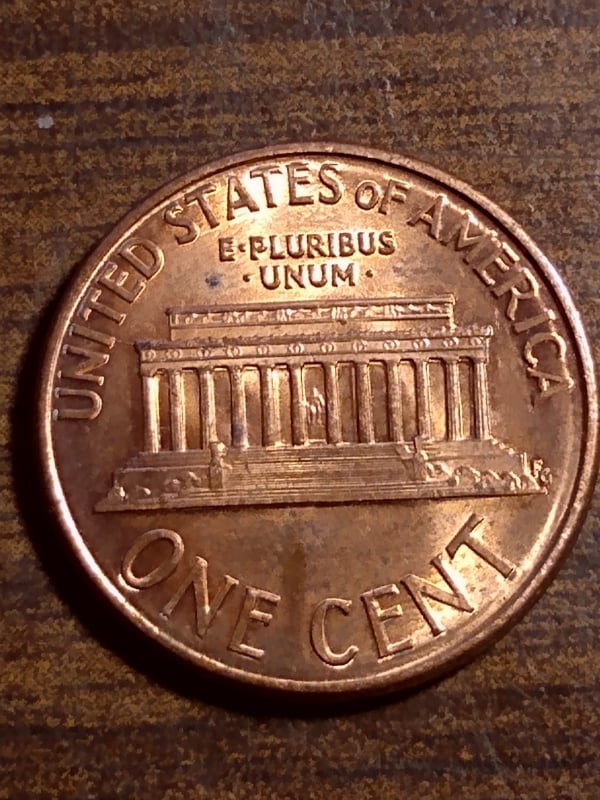 UNITED STATES OF AMERICA
E·PLURIBUS
·UNUM·
ONE CENT